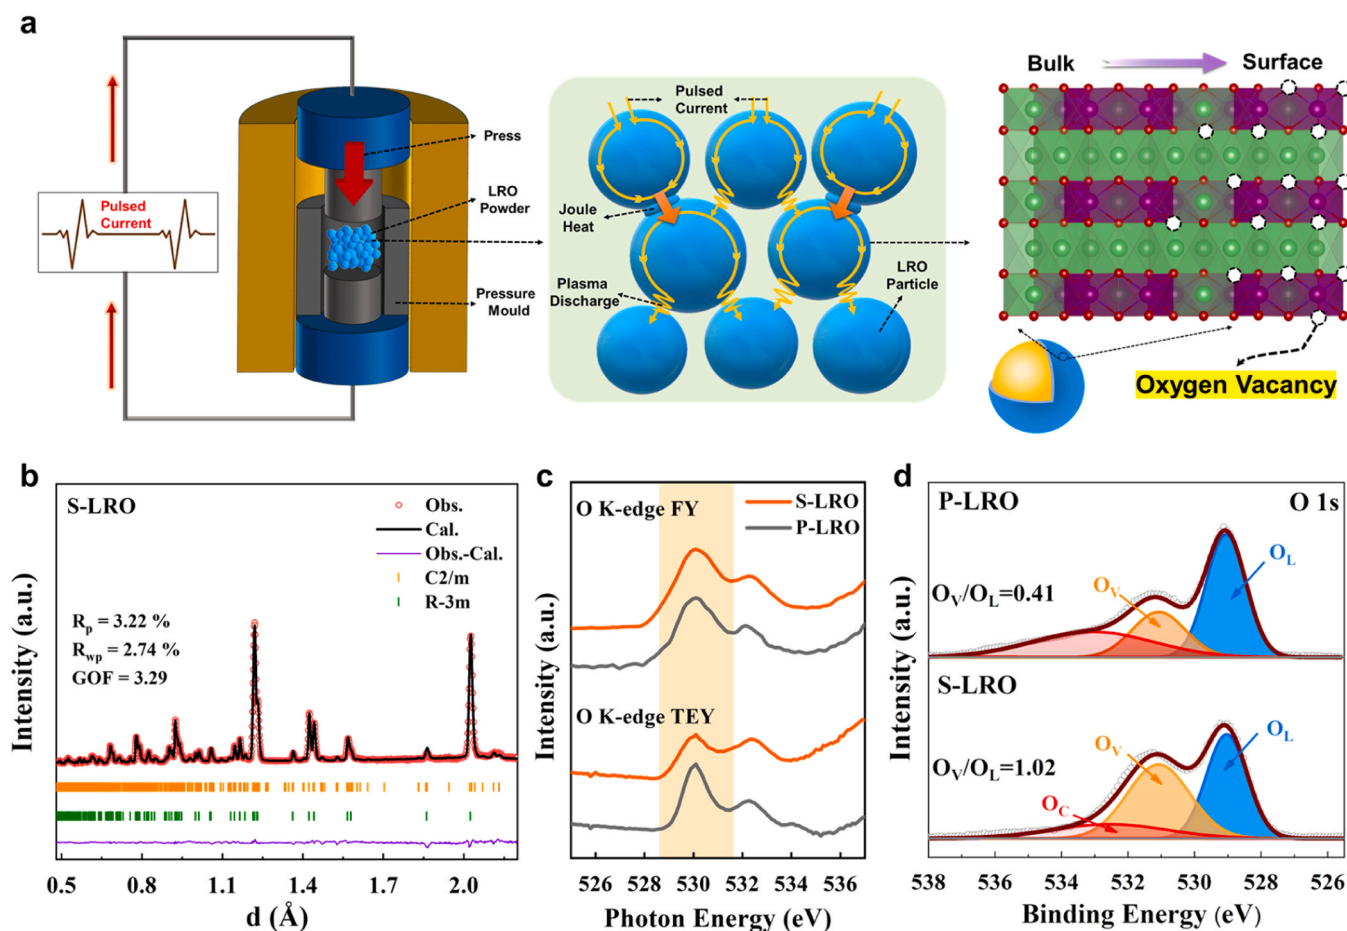 a
Pulsed
Current
Press
LRO
Powder
Pressure
Mould
Pulsed
Current
Joule
Heat
Plasma
Discharge
LRO
Particle
Bulk
Surface
Oxygen Vacancy
b
S-LRO
Obs.
Cal.
Obs.-Cal.
C2/m
R-3m
Rp = 3.22 %
Rwp = 2.74 %
GOF = 3.29
Intensity (a.u.)
0.5 0.8 1.1 1.4 1.7 2.0
d (Å)
c
O K-edge FY
S-LRO
P-LRO
O K-edge TEY
Intensity (a.u.)
526 528 530 532 534 536
Photon Energy (eV)
d
P-LRO
O 1s
OV/OL=0.41
OV
OL
S-LRO
OV/OL=1.02
OV
OL
OC
Intensity (a.u.)
538 536 534 532 530 528 526
Binding Energy (eV)